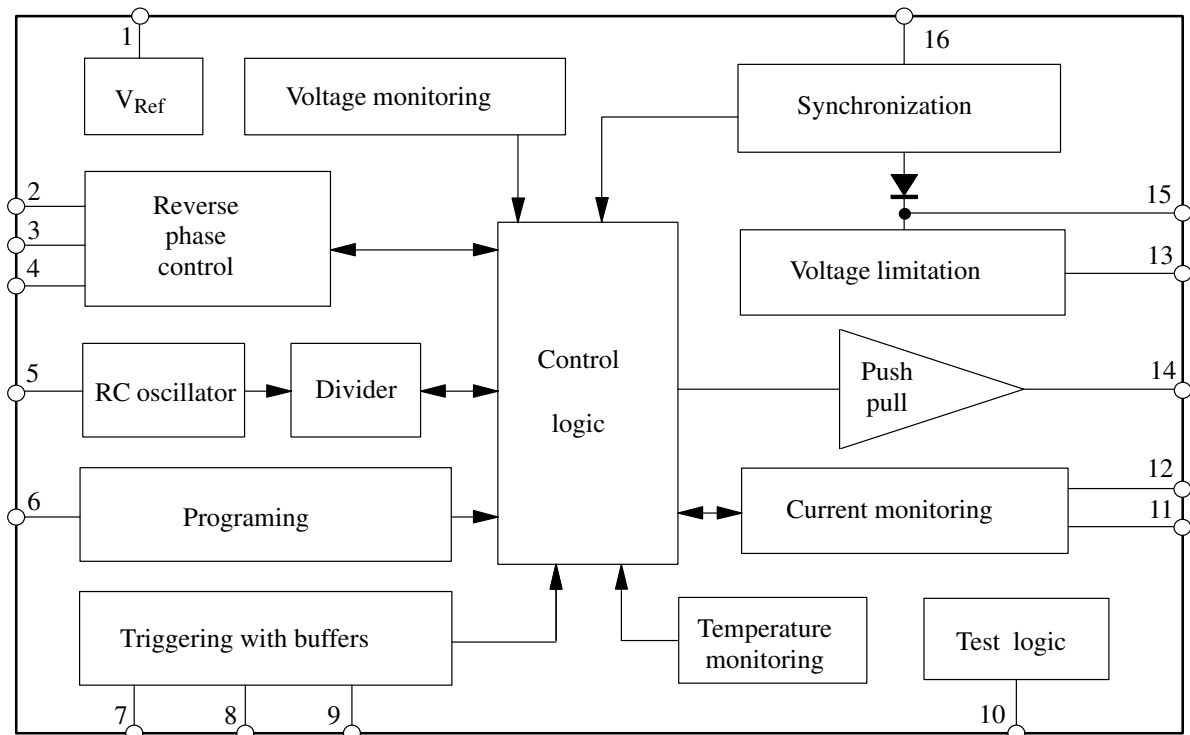 1
16
VRef
Voltage monitoring
Synchronization
2
3
4
Reverse
phase
control
15
13
Voltage limitation
5
RC oscillator
Divider
Control
logic
Push
pull
14
6
Programing
12
11
Current monitoring
Triggering with buffers
Temperature
monitoring
Test logic
7
8
9
10